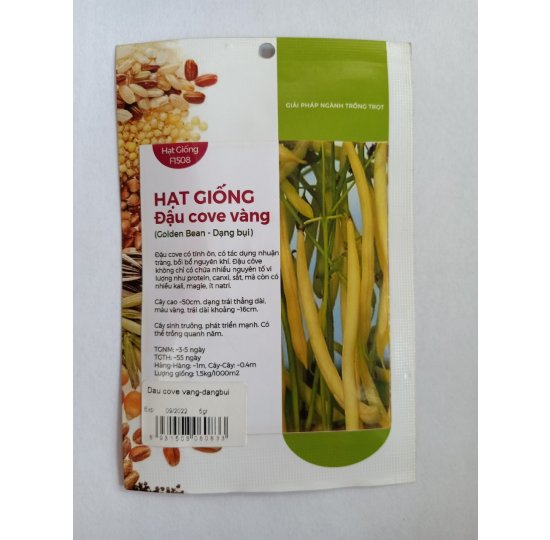 GIẢI PHÁP NGÀNH TRỒNG TRỌT
Hạt Giống
F1508
HẠT GIỐNG
Đậu cove vàng
(Golden Bean - Dạng bụi)
Đậu cove có tính ôn, có tác dụng nhuận
tràng, bồi bổ nguyên khí. Đậu côve
không chỉ có chứa nhiều nguyên tố vi
lượng như protein, canxi, sắt, mà còn có
nhiều kali, magie, ít natri.
Cây cao ~50cm, dạng trái thẳng dài,
màu vàng, trái dài khoảng ~16cm.
Cây sinh trưởng, phát triển mạnh. Có
thể trồng quanh năm.
TGNM: ~3-5 ngày
TGTH: ~55 ngày
Hàng-Hàng: ~1m, Cây-Cây: ~0.4m
Lượng giống: 1.5kg/1000m2
Dau cove vang-dangbui
Exp 09/2022 5gr